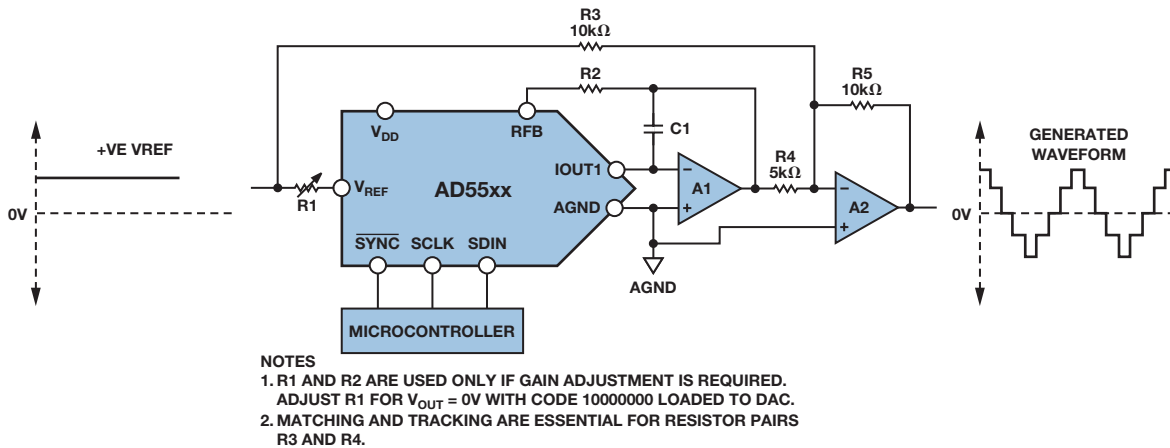 R3
10kΩ
R2
R5
10kΩ
+VE VREF
VDD
RFB
C1
GENERATED
WAVEFORM
IOUT1
R4
5kΩ
0V
R1
VREF
AD55xx
A1
AGND
A2
0V
SYNC SCLK SDIN
AGND
MICROCONTROLLER
NOTES
1. R1 AND R2 ARE USED ONLY IF GAIN ADJUSTMENT IS REQUIRED.
ADJUST R1 FOR VOUT = 0V WITH CODE 10000000 LOADED TO DAC.
2. MATCHING AND TRACKING ARE ESSENTIAL FOR RESISTOR PAIRS
R3 AND R4.